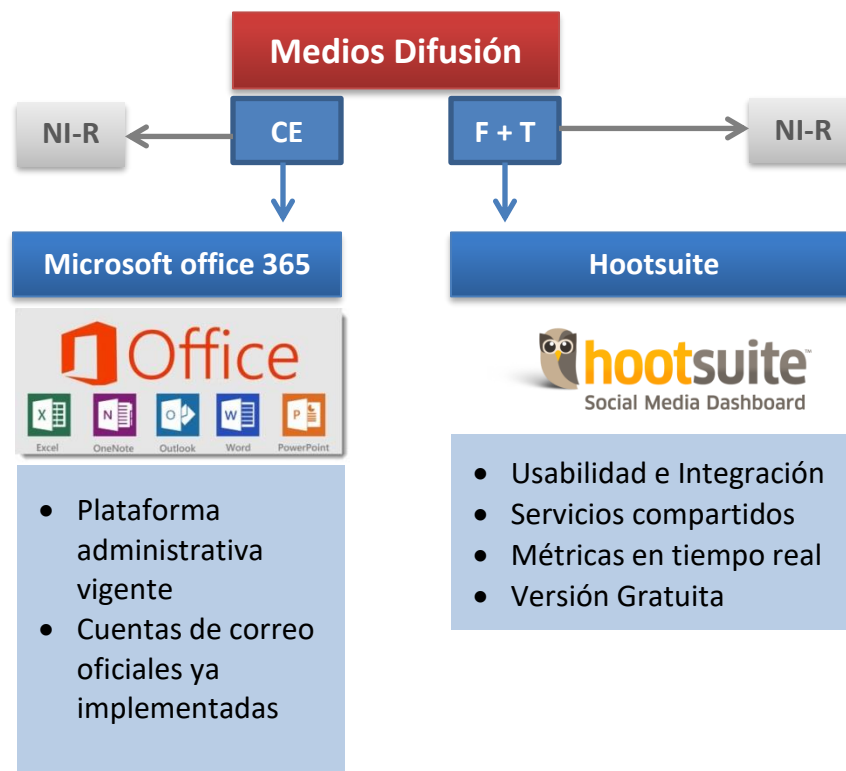 Medios Difusión
NI-R
CE
F + T
NI-R
Microsoft office 365
Office
Excel
OneNote
Outlook
Word
PowerPoint
• Plataforma
administrativa
vigente
• Cuentas de correo
oficiales ya
implementadas
Hootsuite
hootsuite™
Social Media Dashboard
• Usabilidad e Integración
• Servicios compartidos
• Métricas en tiempo real
• Versión Gratuita